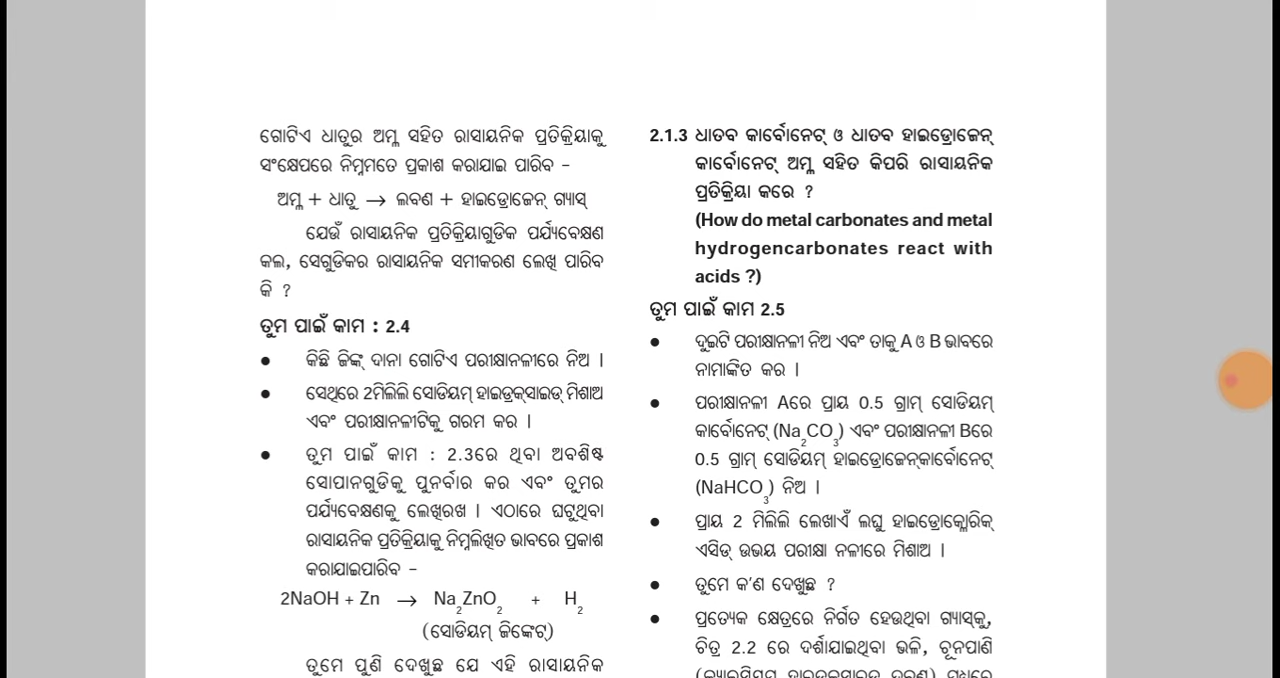 ଗୋଟିଏ ଧାତୁର ଅମ୍ଳ ସହିତ ରାସାୟନିକ ପ୍ରତିକ୍ରିୟାକୁ
ସଂକ୍ଷେପରେ ନିମ୍ନମତେ ପ୍ରକାଶ କରାଯାଇ ପାରିବ –
ଅମ୍ଳ + ଧାତୁ → ଲବଣ + ହାଇଡ୍ରୋଜେନ୍ ଗ୍ୟାସ୍
ଯେଉଁ ରାସାୟନିକ ପ୍ରତିକ୍ରିୟାଗୁଡିକ ପର୍ଯ୍ୟବେକ୍ଷଣ
କଲ, ସେଗୁଡିକର ରାସାୟନିକ ସମୀକରଣ ଲେଖି ପାରିବ
କି ?
ତୁମ ପାଇଁ କାମ : 2.4
● କିଛି ଜିଙ୍କ୍ ଦାନା ଗୋଟିଏ ପରୀକ୍ଷାନଳୀରେ ନିଅ ।
● ସେଥିରେ 2ମିଲିଲି ସୋଡିୟମ୍ ହାଇଡ୍ରକ୍ସାଇଡ୍ ମିଶାଅ
ଏବଂ ପରୀକ୍ଷାନଳୀଟିକୁ ଗରମ କର ।
● ତୁମ ପାଇଁ କାମ : 2.3ରେ ଥିବା ଅବଶିଷ୍ଟ
ସୋପାନଗୁଡିକୁ ପୁନର୍ବାର କର ଏବଂ ତୁମର
ପର୍ଯ୍ୟବେକ୍ଷଣକୁ ଲେଖିରଖ । ଏଠାରେ ଘଟୁଥିବା
ରାସାୟନିକ ପ୍ରତିକ୍ରିୟାକୁ ନିମ୍ନଲିଖିତ ଭାବରେ ପ୍ରକାଶ
କରାଯାଇପାରିବ –
2NaOH + Zn → Na₂ZnO₂ + H₂
(ସୋଡିୟମ୍ ଜିଙ୍କେଟ୍)
ତୁମେ ପୁଣି ଦେଖୁଛ ଯେ ଏହି ରାସାୟନିକ
2.1.3 ଧାତବ କାର୍ବୋନେଟ୍ ଓ ଧାତବ ହାଇଡ୍ରୋଜେନ୍
କାର୍ବୋନେଟ୍ ଅମ୍ଳ ସହିତ କିପରି ରାସାୟନିକ
ପ୍ରତିକ୍ରିୟା କରେ ?
(How do metal carbonates and metal
hydrogencarbonates react with
acids ?)
ତୁମ ପାଇଁ କାମ 2.5
● ଦୁଇଟି ପରୀକ୍ଷାନଳୀ ନିଅ ଏବଂ ତାକୁ A ଓ B ଭାବରେ
ନାମାଙ୍କିତ କର ।
● ପରୀକ୍ଷାନଳୀ Aରେ ପ୍ରାୟ 0.5 ଗ୍ରାମ୍ ସୋଡିୟମ୍
କାର୍ବୋନେଟ୍ (Na₂CO₃) ଏବଂ ପରୀକ୍ଷାନଳୀ Bରେ
0.5 ଗ୍ରାମ୍ ସୋଡିୟମ୍ ହାଇଡ୍ରୋଜେନ୍‌କାର୍ବୋନେଟ୍
(NaHCO₃) ନିଅ ।
● ପ୍ରାୟ 2 ମିଲିଲି ଲେଖାଏଁ ଲଘୁ ହାଇଡ୍ରୋକ୍ଲୋରିକ୍
ଏସିଡ୍ ଉଭୟ ପରୀକ୍ଷା ନଳୀରେ ମିଶାଅ ।
● ତୁମେ କ'ଣ ଦେଖୁଛ ?
● ପ୍ରତ୍ୟେକ କ୍ଷେତ୍ରରେ ନିର୍ଗତ ହେଉଥିବା ଗ୍ୟାସ୍‌କୁ,
ଚିତ୍ର 2.2 ରେ ଦର୍ଶାଯାଇଥିବା ଭଳି, ଚୂନପାଣି